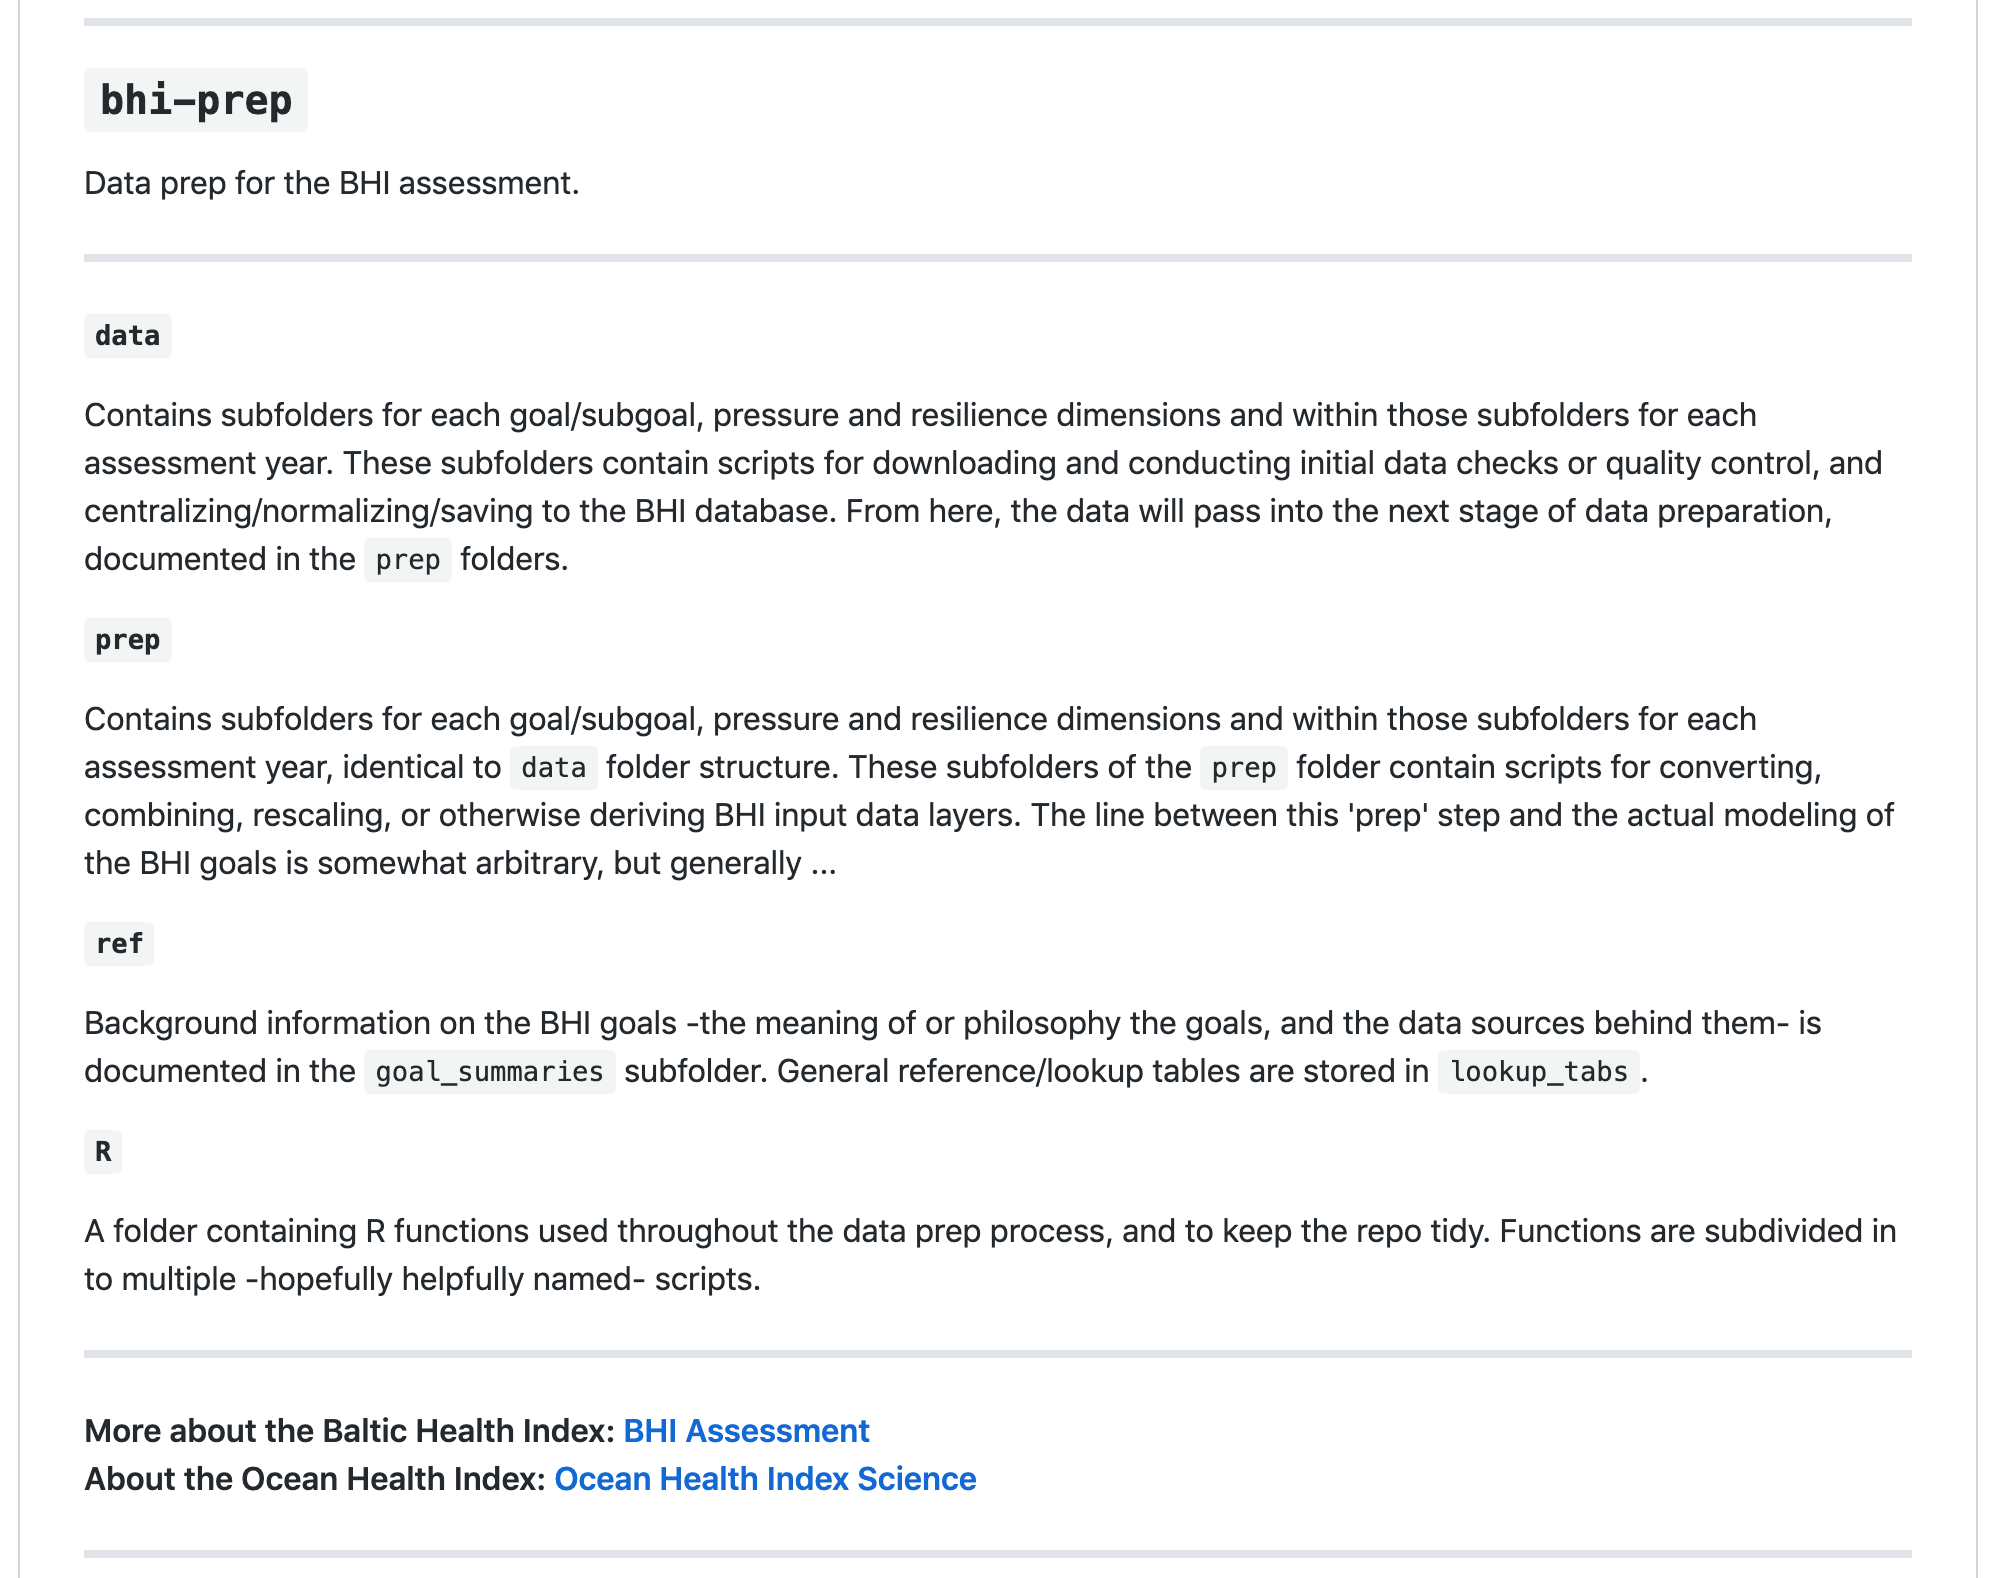 bhi-prep
Data prep for the BHI assessment.
data
Contains subfolders for each goal/subgoal, pressure and resilience dimensions and within those subfolders for each
assessment year. These subfolders contain scripts for downloading and conducting initial data checks or quality control, and
centralizing/normalizing/saving to the BHI database. From here, the data will pass into the next stage of data preparation,
documented in the prep folders.
prep
Contains subfolders for each goal/subgoal, pressure and resilience dimensions and within those subfolders for each
assessment year, identical to data folder structure. These subfolders of the prep folder contain scripts for converting,
combining, rescaling, or otherwise deriving BHI input data layers. The line between this 'prep' step and the actual modeling of
the BHI goals is somewhat arbitrary, but generally ...
ref
Background information on the BHI goals -the meaning of or philosophy the goals, and the data sources behind them- is
documented in the goal_summaries subfolder. General reference/lookup tables are stored in lookup_tabs.
R
A folder containing R functions used throughout the data prep process, and to keep the repo tidy. Functions are subdivided in
to multiple -hopefully helpfully named- scripts.
More about the Baltic Health Index: BHI Assessment
About the Ocean Health Index: Ocean Health Index Science